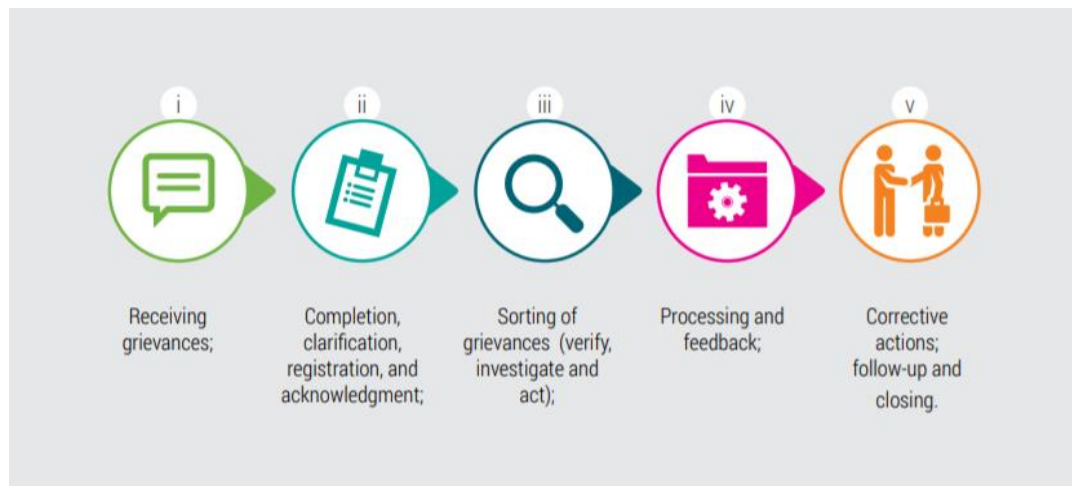 i
ii
iii
iv
v
Receiving
grievances;
Completion,
clarification,
registration, and
acknowledgment;
Sorting of
grievances (verify,
investigate and
act);
Processing and
feedback;
Corrective
actions;
follow-up and
closing.